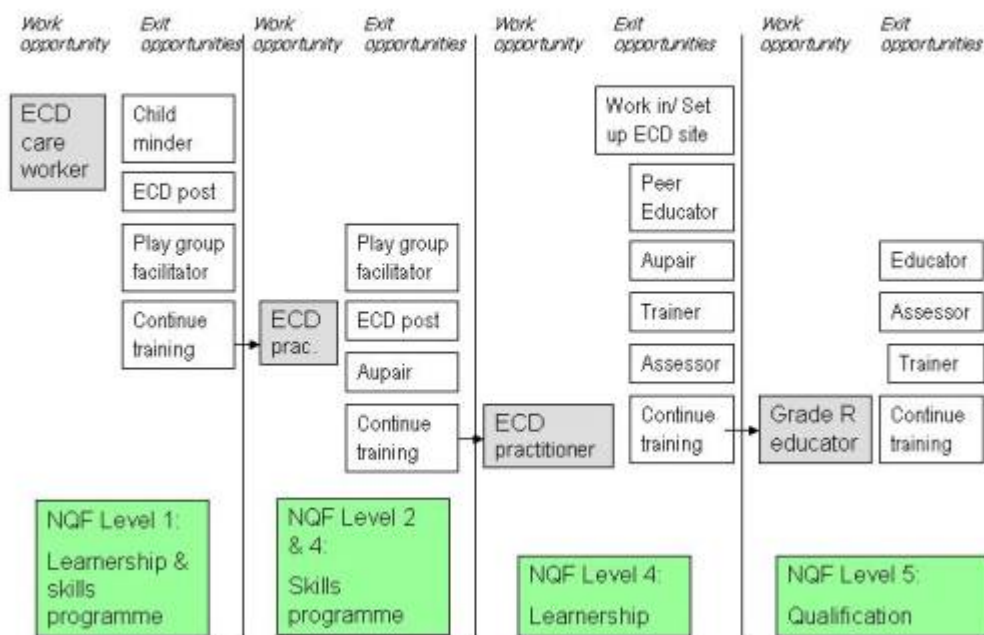 Work
opportunity
Exit
opportunities
Work
opportunity
Exit
opportunities
Work
opportunity
Exit
opportunities
Work
opportunity
Exit
opportunities
ECD
care
worker
Child
minder
ECD post
Play group
facilitator
Continue
training
ECD
prac.
Play group
facilitator
ECD post
Aupair
Continue
training
ECD
practitioner
Work in/ Set
up ECD site
Peer
Educator
Aupair
Trainer
Assessor
Continue
training
Grade R
educator
Educator
Assessor
Trainer
Continue
training
NQF Level 1:
Learnership &
skills
programme
NQF Level 2
& 4:
Skills
programme
NQF Level 4:
Learnership
NQF Level 5:
Qualification